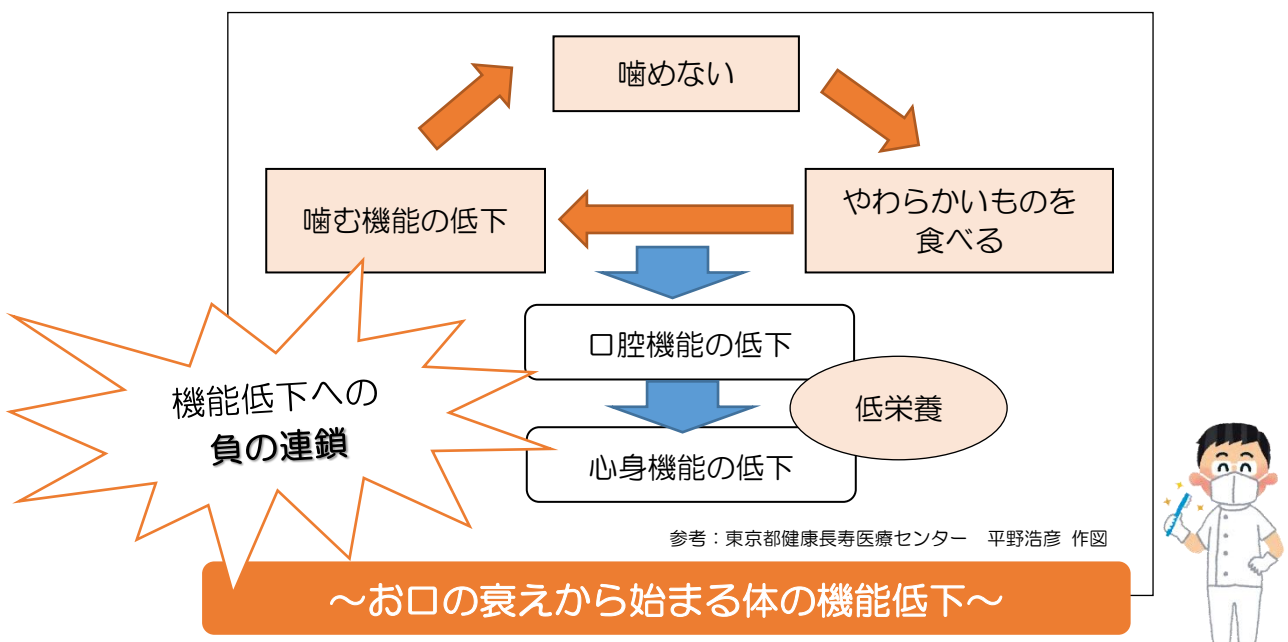 噛めない
噛む機能の低下
やわらかいものを
食べる
口腔機能の低下
低栄養
機能低下への
負の連鎖
心身機能の低下
参考：東京都健康長寿医療センター　平野浩彦 作図
～お口の衰えから始まる体の機能低下～